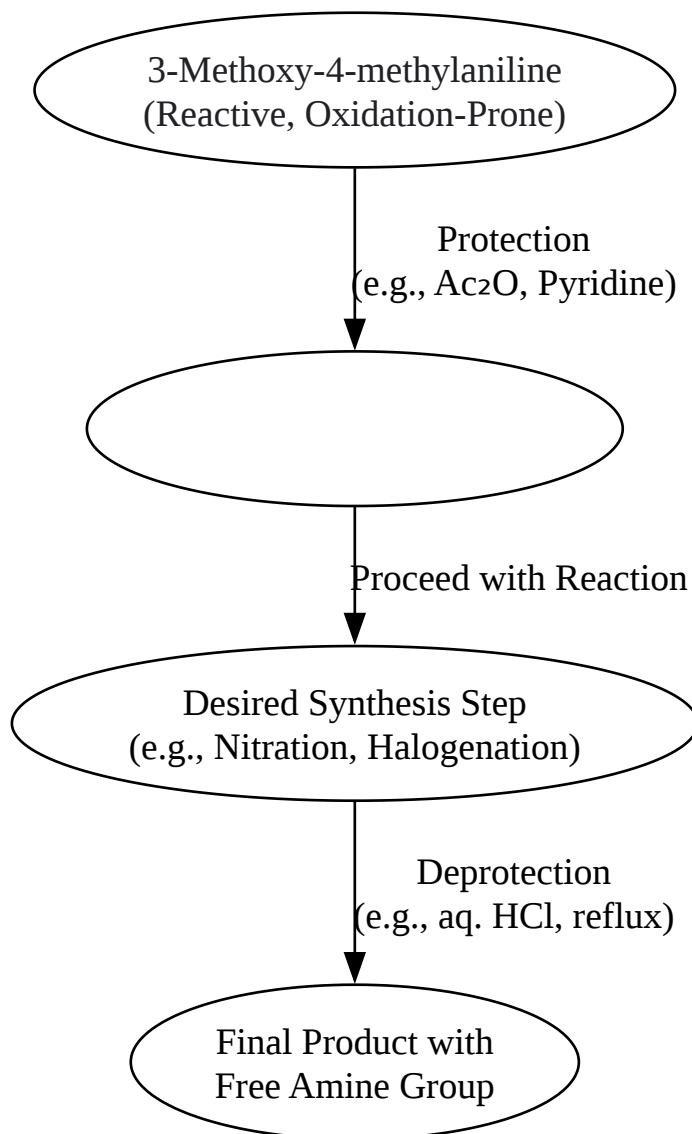 3-Methoxy-4-methylaniline
(Reactive, Oxidation-Prone)
Protection
(e.g., Ac₂O, Pyridine)
Proceed with Reaction
Desired Synthesis Step
(e.g., Nitration, Halogenation)
Deprotection
(e.g., aq. HCl, reflux)
Final Product with
Free Amine Group